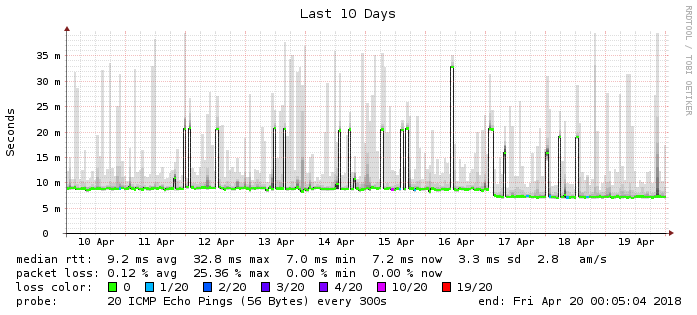 Last 10 Days
RRDTOOL / TOBI OETIKER
Seconds
35 m
30 m
25 m
20 m
15 m
10 m
5 m
0
10 Apr 11 Apr 12 Apr 13 Apr 14 Apr 15 Apr 16 Apr 17 Apr 18 Apr 19 Apr
median rtt: 9.2 ms avg 32.8 ms max 7.0 ms min 7.2 ms now 3.3 ms sd 2.8 am/s
packet loss: 0.12 % avg 25.36 % max 0.00 % min 0.00 % now
loss color: 0 1/20 2/20 3/20 4/20 10/20 19/20
probe: 20 ICMP Echo Pings (56 Bytes) every 300s end: Fri Apr 20 00:05:04 2018